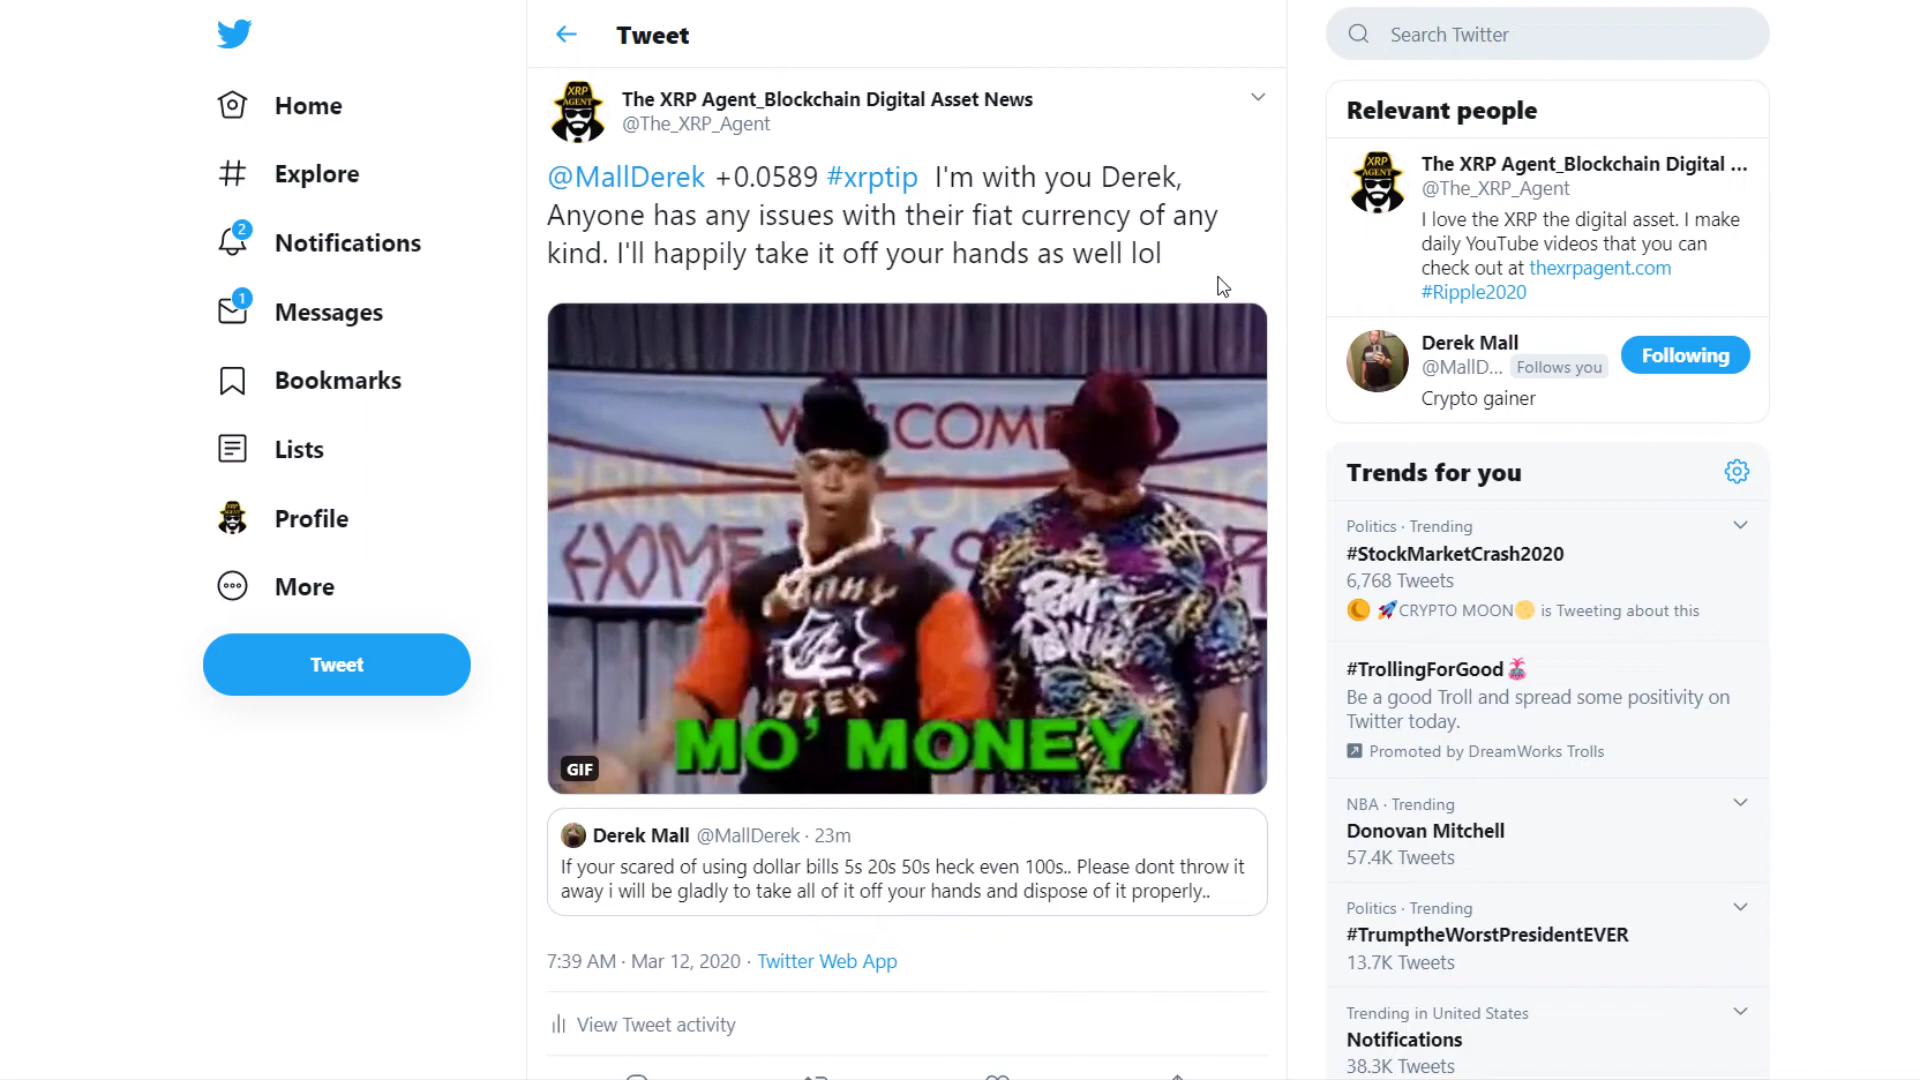 Home
Explore
2
Notifications
1
Messages
Bookmarks
Lists
Profile
More
Tweet
Tweet
XRP
AGENT
The XRP Agent_Blockchain Digital Asset News
@The_XRP_Agent
@MallDerek +0.0589 #xrptip I'm with you Derek,
Anyone has any issues with their fiat currency of any
kind. I'll happily take it off your hands as well lol
MO' MONEY
GIF
Derek Mall @MallDerek · 23m
If your scared of using dollar bills 5s 20s 50s heck even 100s.. Please dont throw it
away i will be gladly to take all of it off your hands and dispose of it properly..
7:39 AM · Mar 12, 2020 · Twitter Web App
View Tweet activity
Search Twitter
Relevant people
XRP
AGENT
The XRP Agent_Blockchain Digital ...
@The_XRP_Agent
I love the XRP the digital asset. I make
daily YouTube videos that you can
check out at thexrpagent.com
#Ripple2020
Derek Mall
@MallD... Follows you
Following
Crypto gainer
Trends for you
Politics · Trending
#StockMarketCrash2020
6,768 Tweets
🌙 🚀CRYPTO MOON🌕 is Tweeting about this
#TrollingForGood
Be a good Troll and spread some positivity on
Twitter today.
Promoted by DreamWorks Trolls
NBA · Trending
Donovan Mitchell
57.4K Tweets
Politics · Trending
#TrumptheWorstPresidentEVER
13.7K Tweets
Trending in United States
Notifications
38.3K Tweets